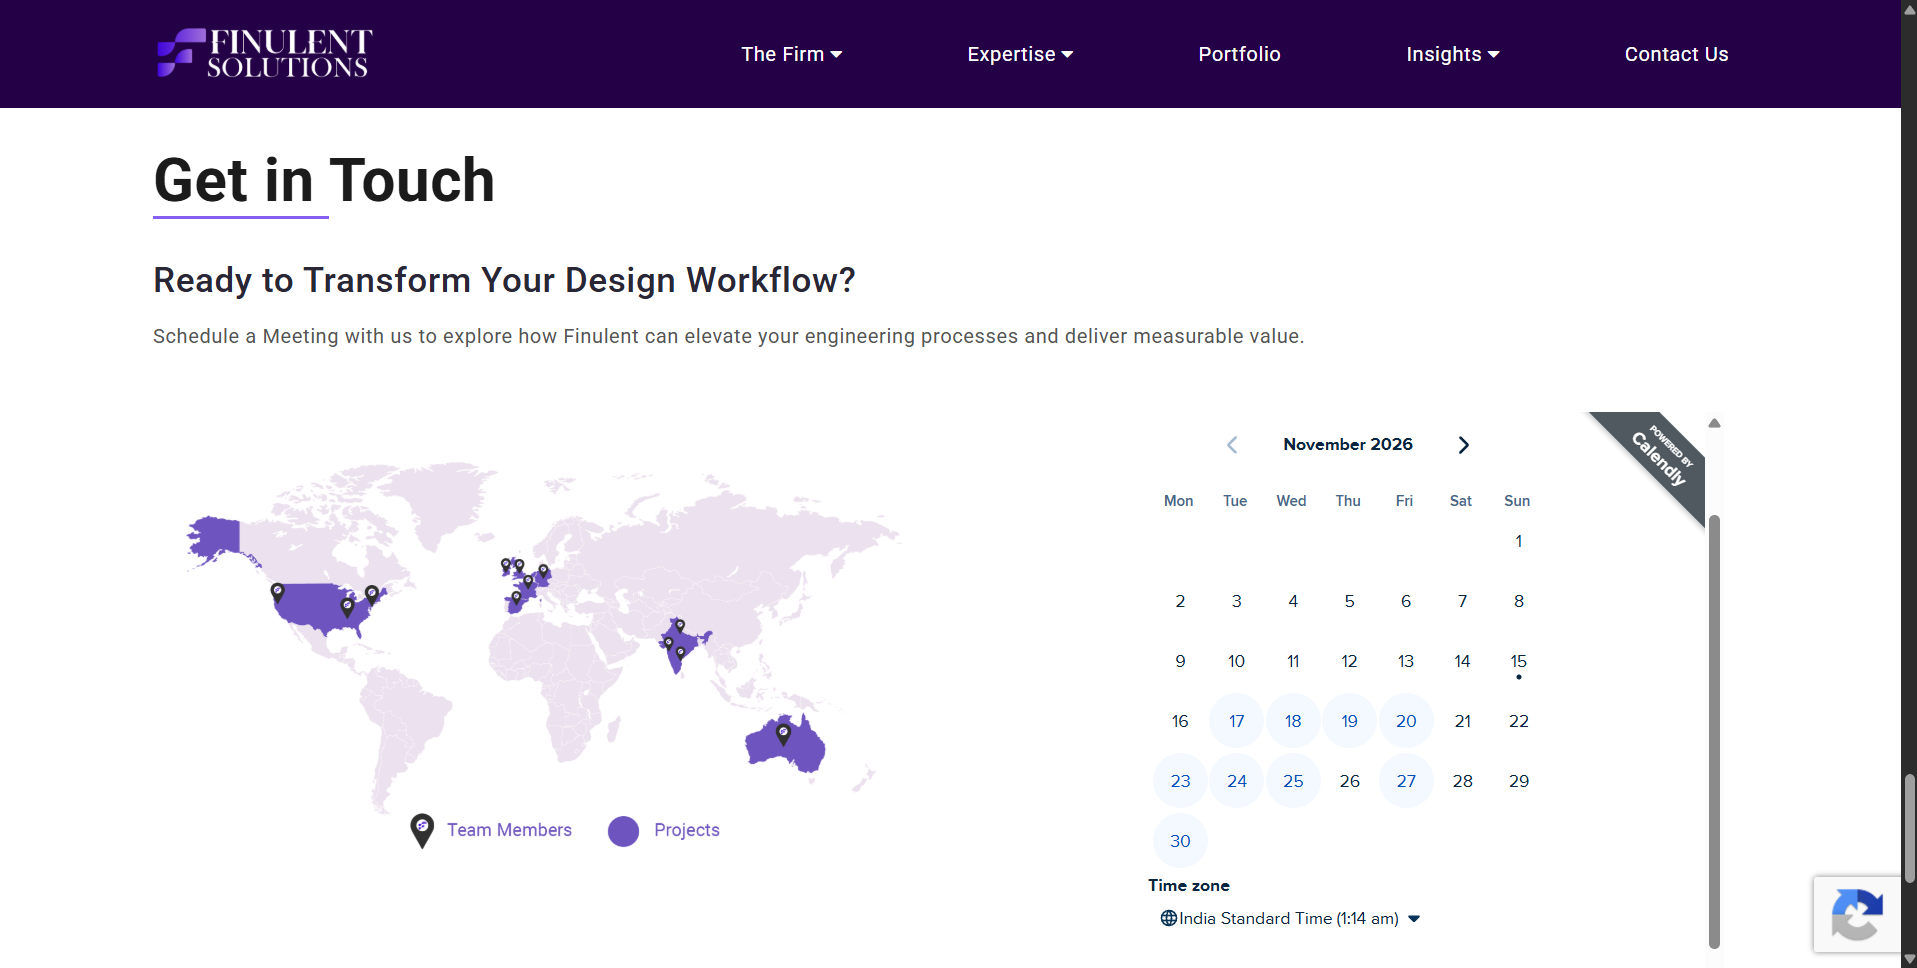 FINULENT
SOLUTIONS
The Firm
Expertise
Portfolio
Insights
Contact Us
Get in Touch
Ready to Transform Your Design Workflow?
Schedule a Meeting with us to explore how Finulent can elevate your engineering processes and deliver measurable value.
Team Members
Projects
November 2026
POWERED BY
Calendly
Mon Tue Wed Thu Fri Sat Sun
1
2 3 4 5 6 7 8
9 10 11 12 13 14 15
16 17 18 19 20 21 22
23 24 25 26 27 28 29
30
Time zone
India Standard Time (1:14 am)